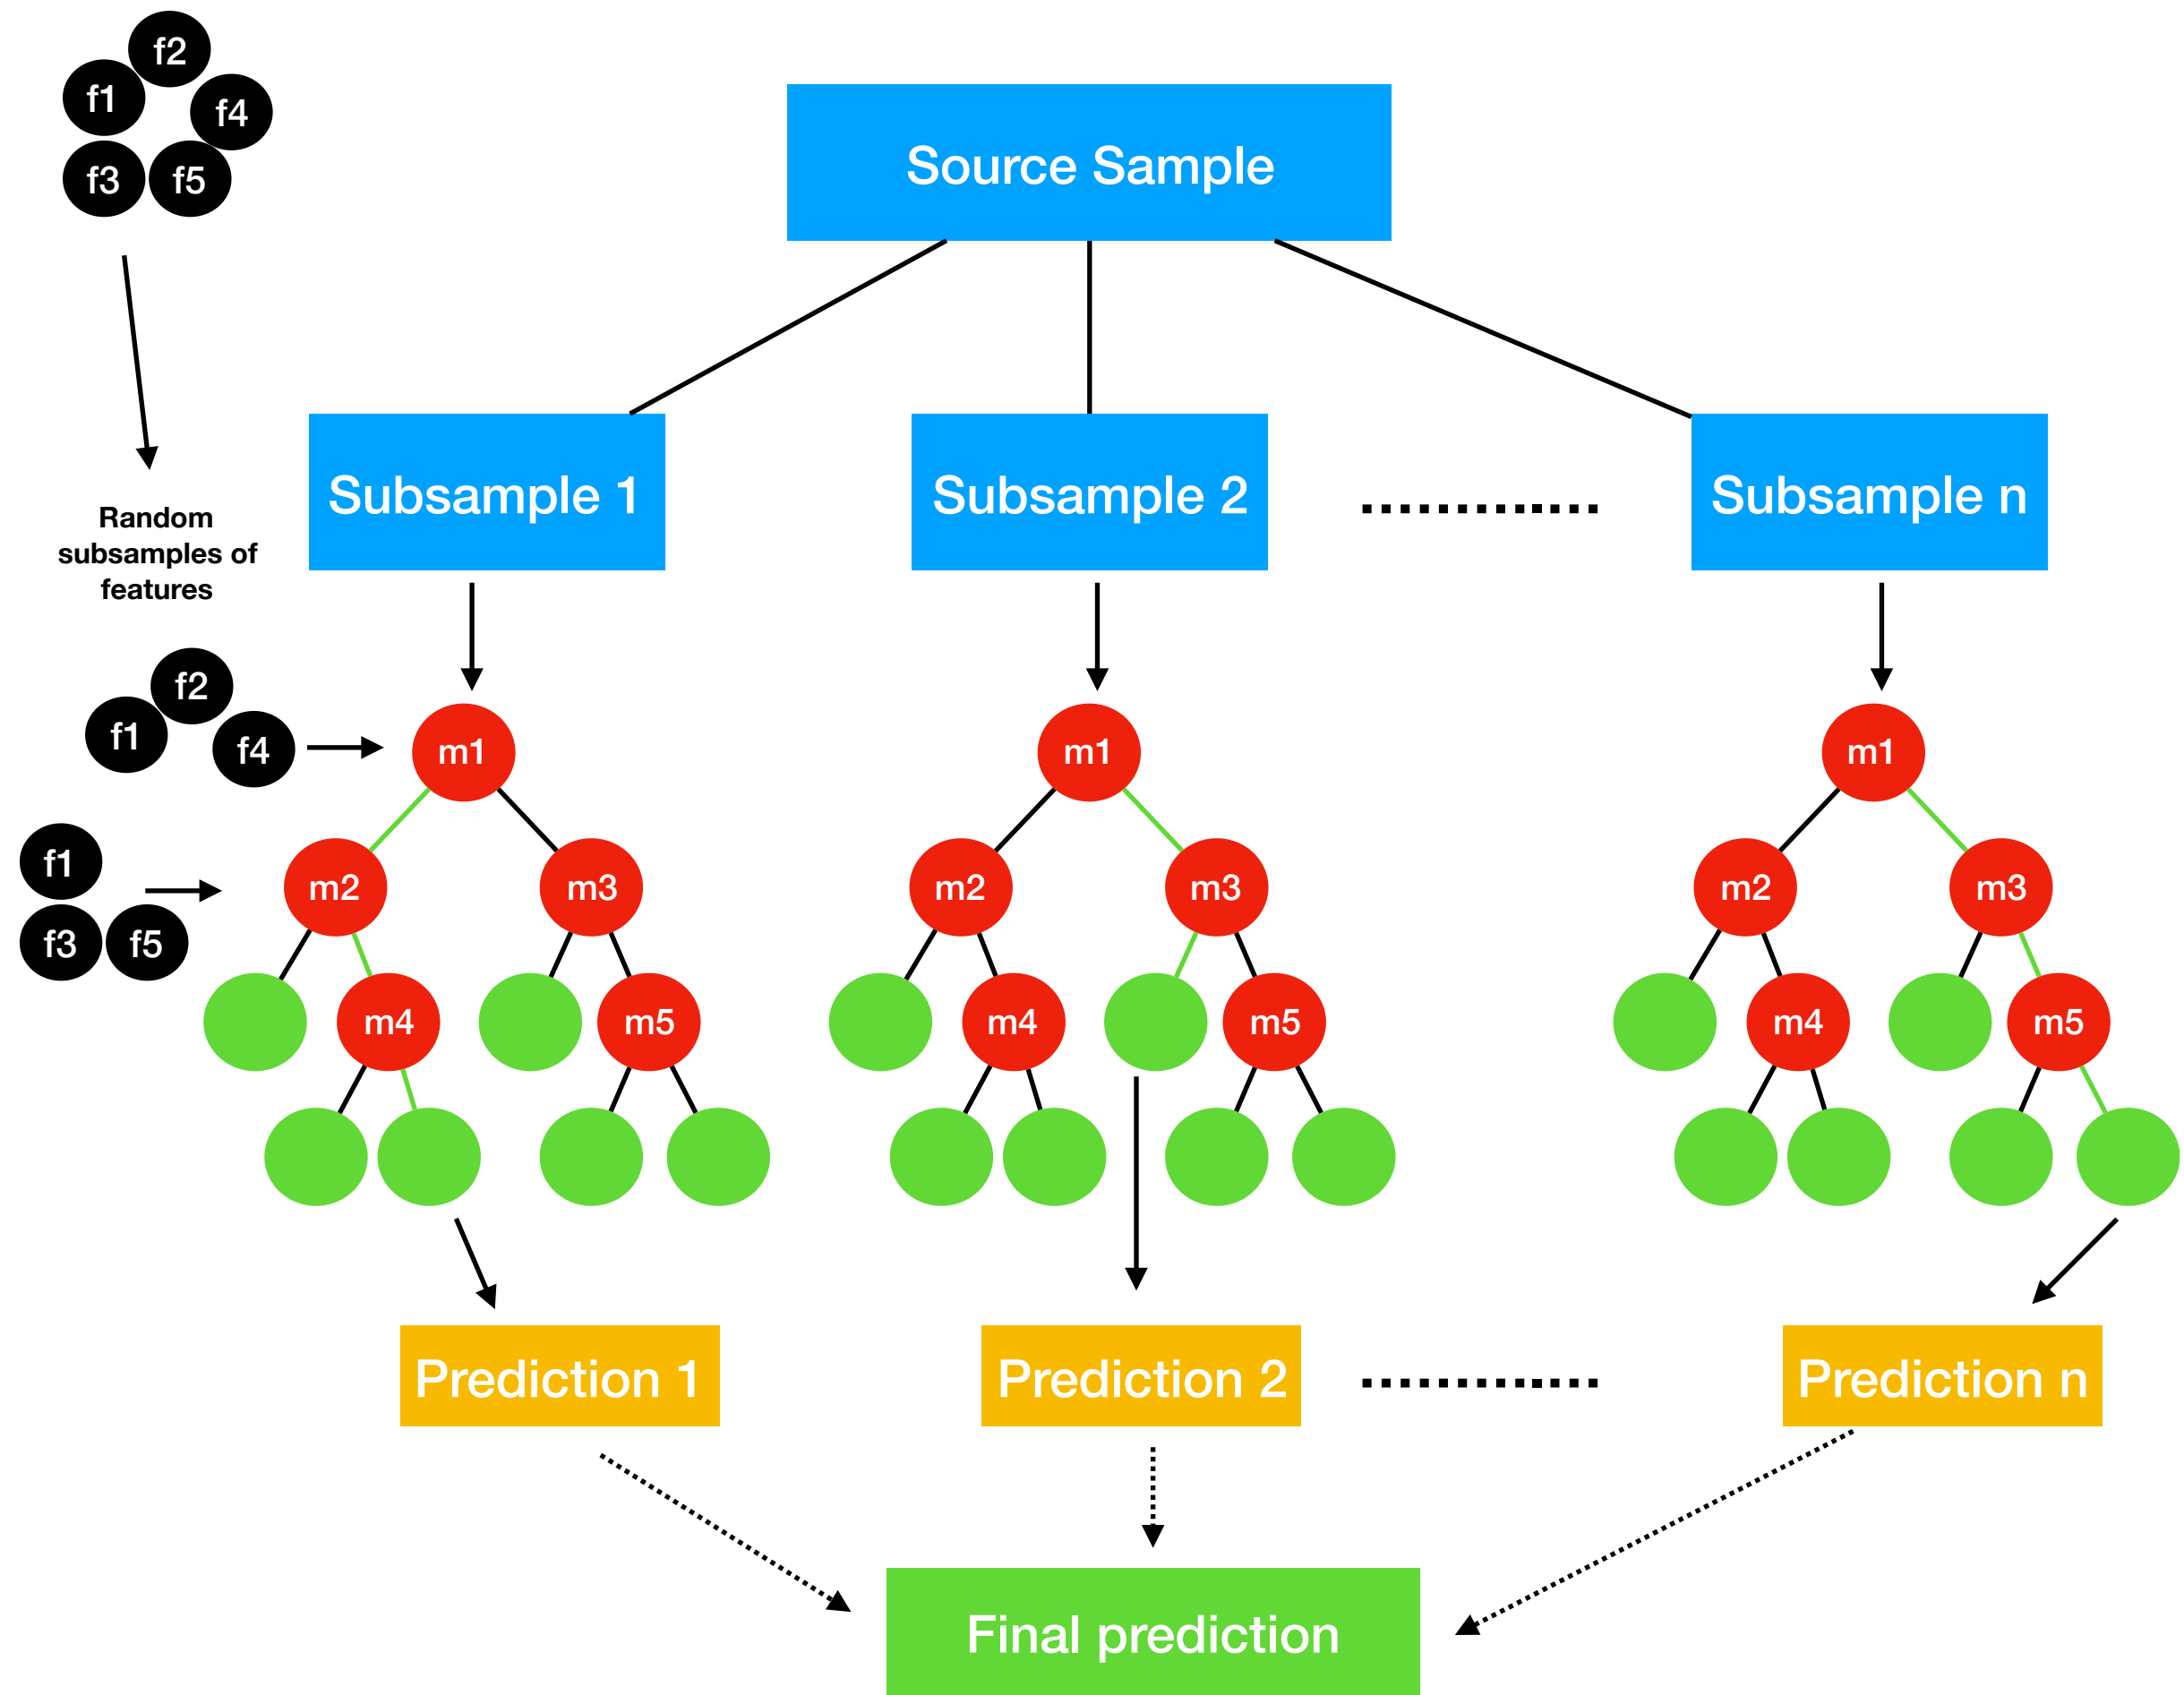 f2
f1
f4
f3
f5
Source Sample
Subsample 1
Subsample 2
Subsample n
Random
subsamples of
features
f2
f1
f4
m1
m1
m1
f1
f3
f5
m2
m3
m2
m3
m2
m3
m4
m5
m4
m5
m4
m5
Prediction 1
Prediction 2
Prediction n
Final prediction